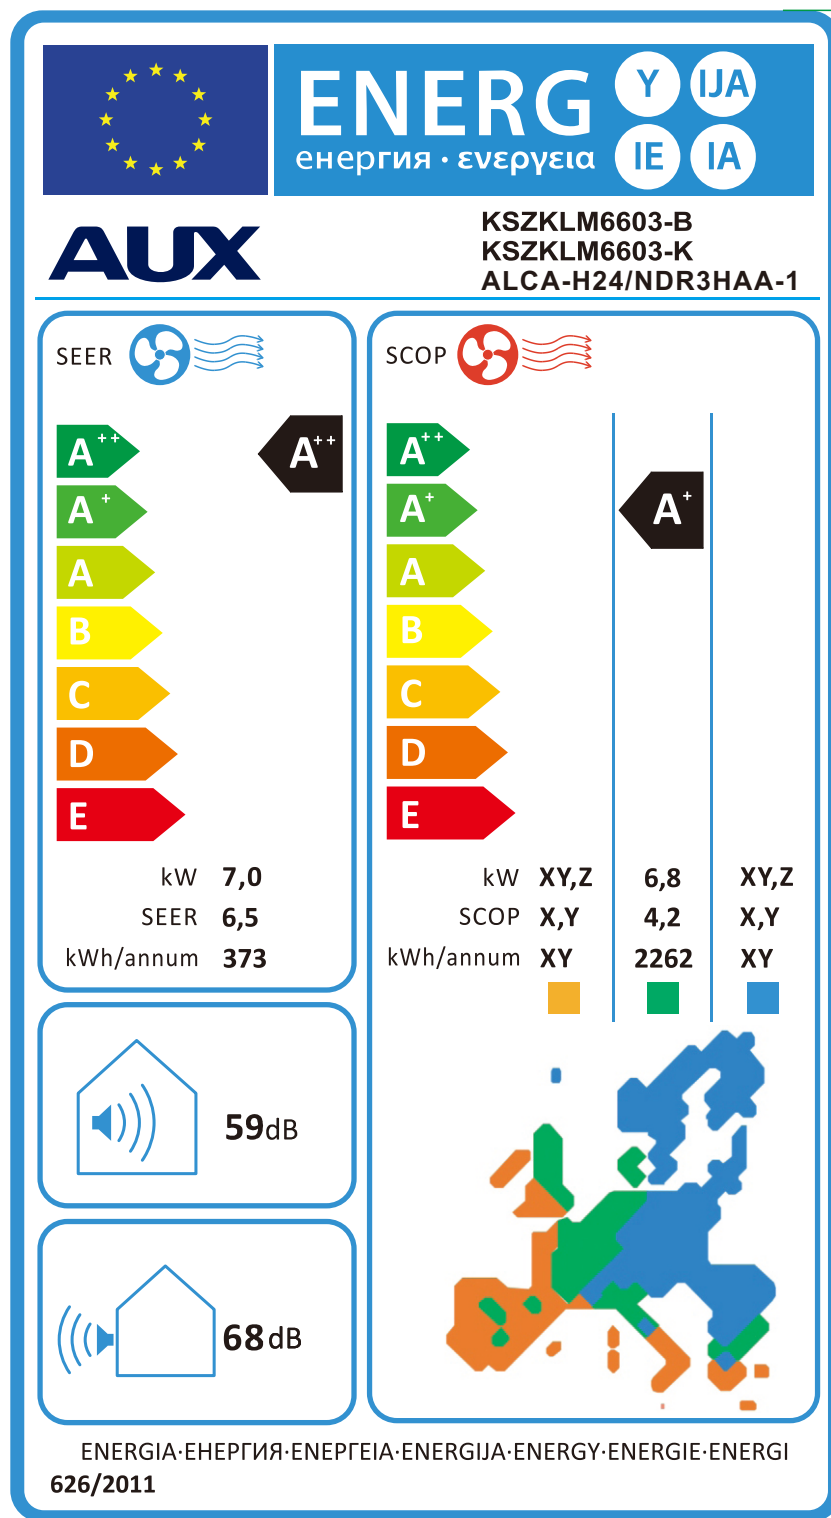 ENERG
енергия · ενεργεια
Y IJA
IE IA
AUX
KSZKLM6603-B
KSZKLM6603-K
ALCA-H24/NDR3HAA-1
SEER
A++
A++
A+
A
B
C
D
E
kW 7,0
SEER 6,5
kWh/annum 373
SCOP
A++
A+
A+
A
B
C
D
E
kW XY,Z 6,8 XY,Z
SCOP X,Y 4,2 X,Y
kWh/annum XY 2262 XY
59dB
68dB
ENERGIA·ЕНЕРГИЯ·ΕΝΕΡΓΕΙΑ·ENERGIJA·ENERGY·ENERGIE·ENERGI
626/2011